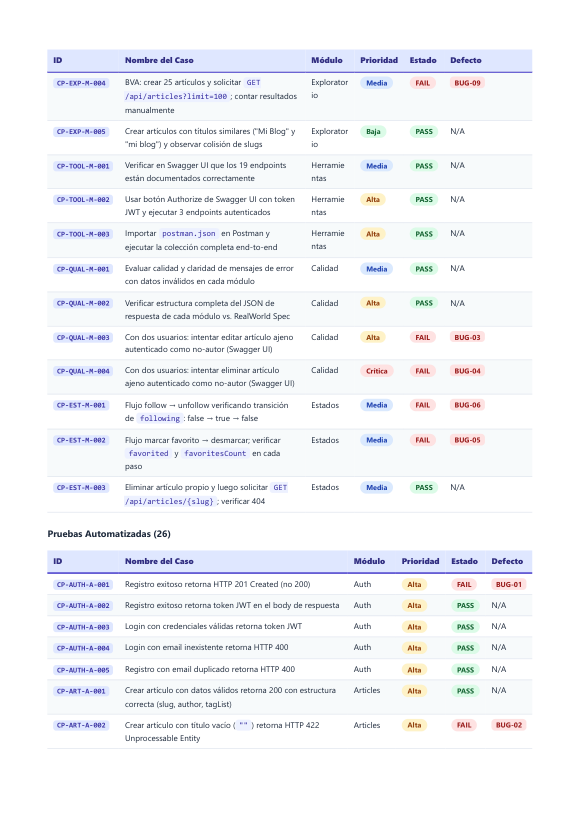 ID Nombre del Caso Módulo Prioridad Estado Defecto
CP-EXP-M-004 BVA: crear 25 artículos y solicitar GET Explorator Media FAIL BUG-09
/api/articles?limit=100 ; contar resultados io
manualmente
CP-EXP-M-005 Crear artículos con títulos similares ("Mi Blog" y Explorator Baja PASS N/A
"mi blog") y observar colisión de slugs io
CP-TOOL-M-001 Verificar en Swagger UI que los 19 endpoints Herramie Media PASS N/A
están documentados correctamente ntas
CP-TOOL-M-002 Usar botón Authorize de Swagger UI con token Herramie Alta PASS N/A
JWT y ejecutar 3 endpoints autenticados ntas
CP-TOOL-M-003 Importar postman.json en Postman y Herramie Alta PASS N/A
ejecutar la colección completa end-to-end ntas
CP-QUAL-M-001 Evaluar calidad y claridad de mensajes de error Calidad Media PASS N/A
con datos inválidos en cada módulo
CP-QUAL-M-002 Verificar estructura completa del JSON de Calidad Alta PASS N/A
respuesta de cada módulo vs. RealWorld Spec
CP-QUAL-M-003 Con dos usuarios: intentar editar artículo ajeno Calidad Alta FAIL BUG-03
autenticado como no-autor (Swagger UI)
CP-QUAL-M-004 Con dos usuarios: intentar eliminar artículo Calidad Crítica FAIL BUG-04
ajeno autenticado como no-autor (Swagger UI)
CP-EST-M-001 Flujo follow → unfollow verificando transición Estados Media FAIL BUG-06
de following : false → true → false
CP-EST-M-002 Flujo marcar favorito → desmarcar; verificar Estados Media FAIL BUG-05
favorited y favoritesCount en cada
paso
CP-EST-M-003 Eliminar artículo propio y luego solicitar GET Estados Media PASS N/A
/api/articles/{slug} ; verificar 404
Pruebas Automatizadas (26)
ID Nombre del Caso Módulo Prioridad Estado Defecto
CP-AUTH-A-001 Registro exitoso retorna HTTP 201 Created (no 200) Auth Alta FAIL BUG-01
CP-AUTH-A-002 Registro exitoso retorna token JWT en el body de respuesta Auth Alta PASS N/A
CP-AUTH-A-003 Login con credenciales válidas retorna token JWT Auth Alta PASS N/A
CP-AUTH-A-004 Login con email inexistente retorna HTTP 400 Auth Alta PASS N/A
CP-AUTH-A-005 Registro con email duplicado retorna HTTP 400 Auth Alta PASS N/A
CP-ART-A-001 Crear artículo con datos válidos retorna 200 con estructura Articles Alta PASS N/A
correcta (slug, author, tagList)
CP-ART-A-002 Crear artículo con título vacío ( "" ) retorna HTTP 422 Articles Alta FAIL BUG-02
Unprocessable Entity